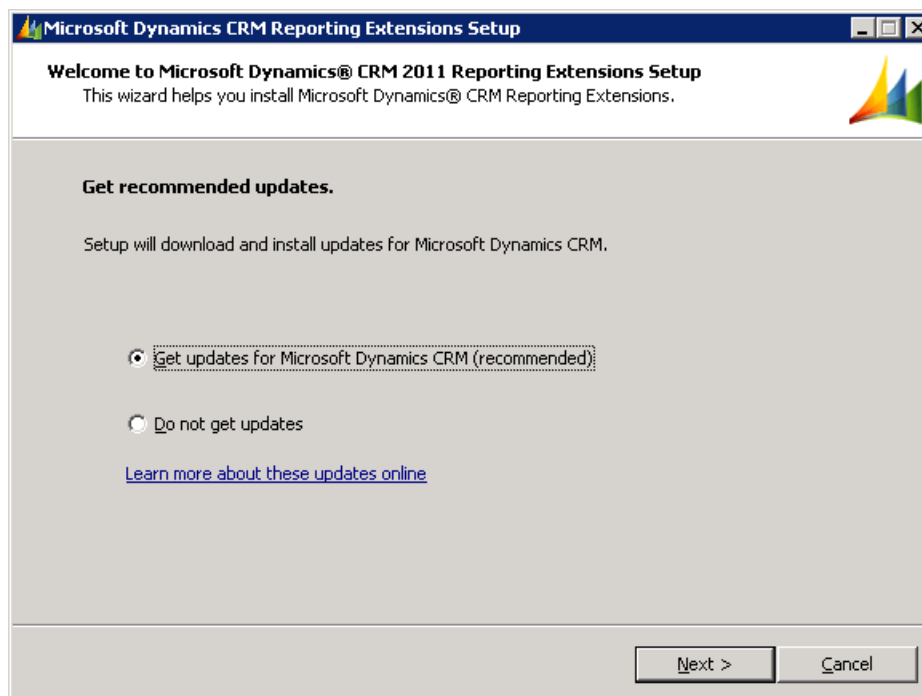 Microsoft Dynamics CRM Reporting Extensions Setup
Welcome to Microsoft Dynamics® CRM 2011 Reporting Extensions Setup
This wizard helps you install Microsoft Dynamics® CRM Reporting Extensions.
Get recommended updates.
Setup will download and install updates for Microsoft Dynamics CRM.
Get updates for Microsoft Dynamics CRM (recommended)
Do not get updates
Learn more about these updates online
Next > Cancel